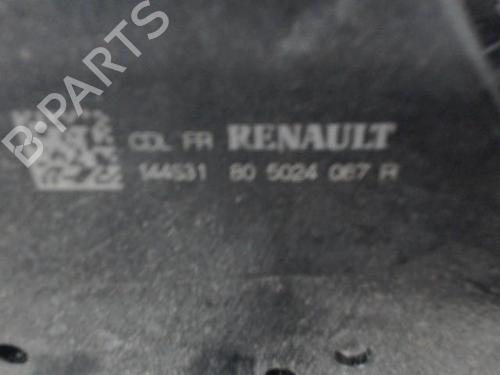 B-PARTS
CDL FR RENAULT
144531 80 5024 067 R